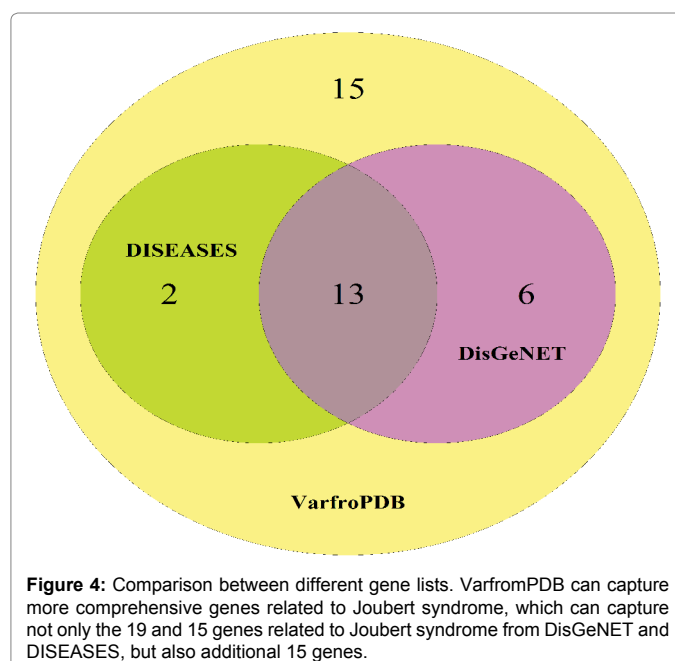 15
DISEASES
2
13
6
DisGeNET
VarfroPDB
Figure 4: Comparison between different gene lists. VarfromPDB can capture
more comprehensive genes related to Joubert syndrome, which can capture
not only the 19 and 15 genes related to Joubert syndrome from DisGeNET and
DISEASES, but also additional 15 genes.